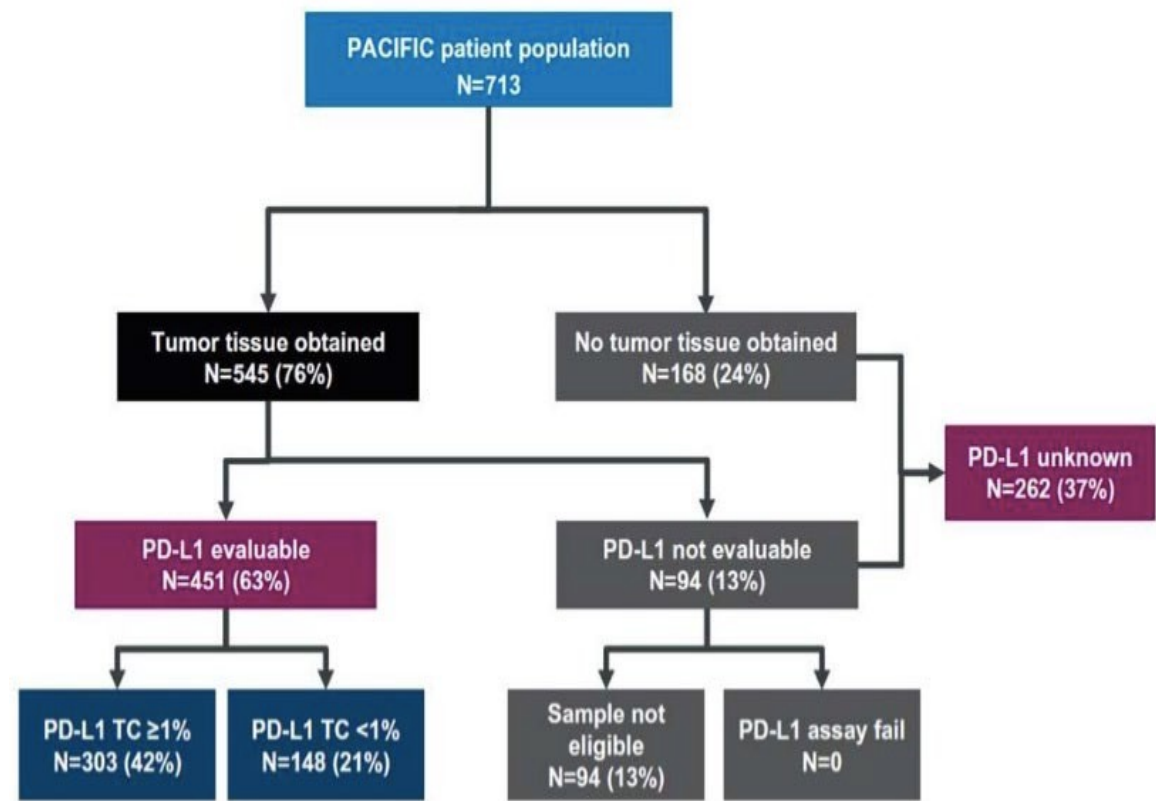 PACIFIC patient population
N=713
Tumor tissue obtained
N=545 (76%)
No tumor tissue obtained
N=168 (24%)
PD-L1 unknown
N=262 (37%)
PD-L1 evaluable
N=451 (63%)
PD-L1 not evaluable
N=94 (13%)
PD-L1 TC ≥1%
N=303 (42%)
PD-L1 TC <1%
N=148 (21%)
Sample not
eligible
N=94 (13%)
PD-L1 assay fail
N=0